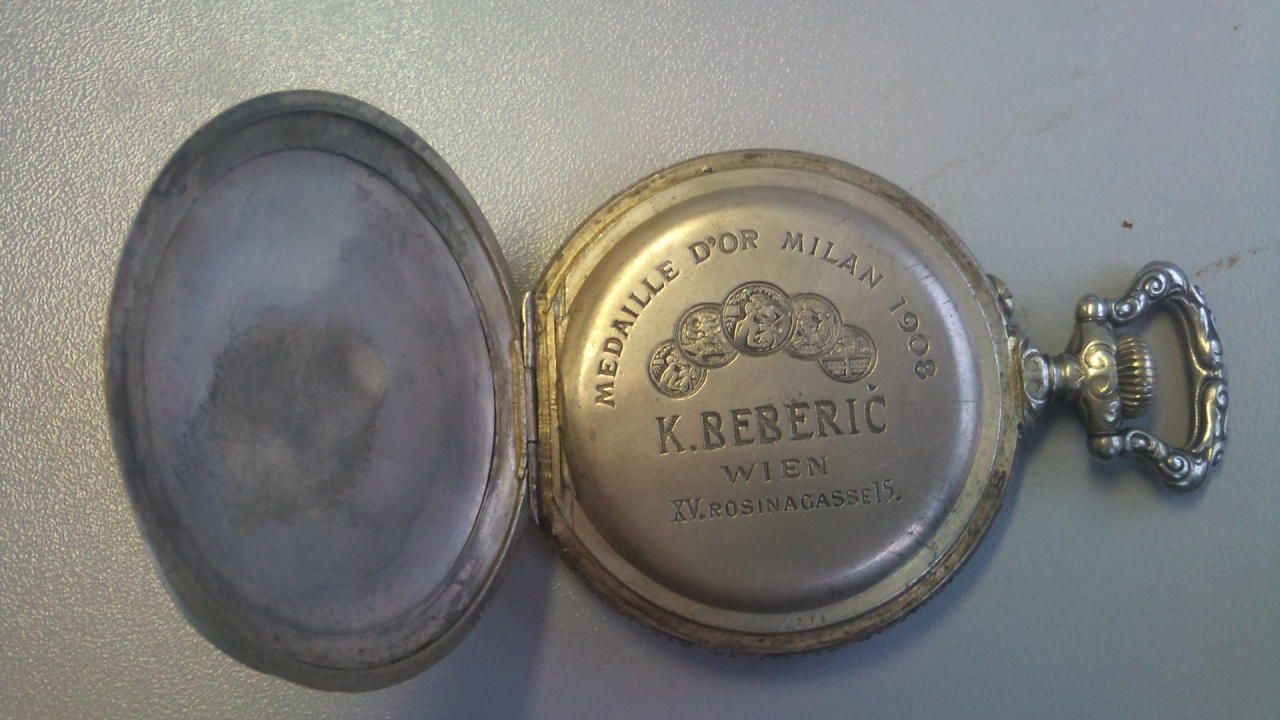 MEDAILLE D'OR MILAN 1908
K.BEBERIČ
WIEN
XV. ROSINAGASSE 15.